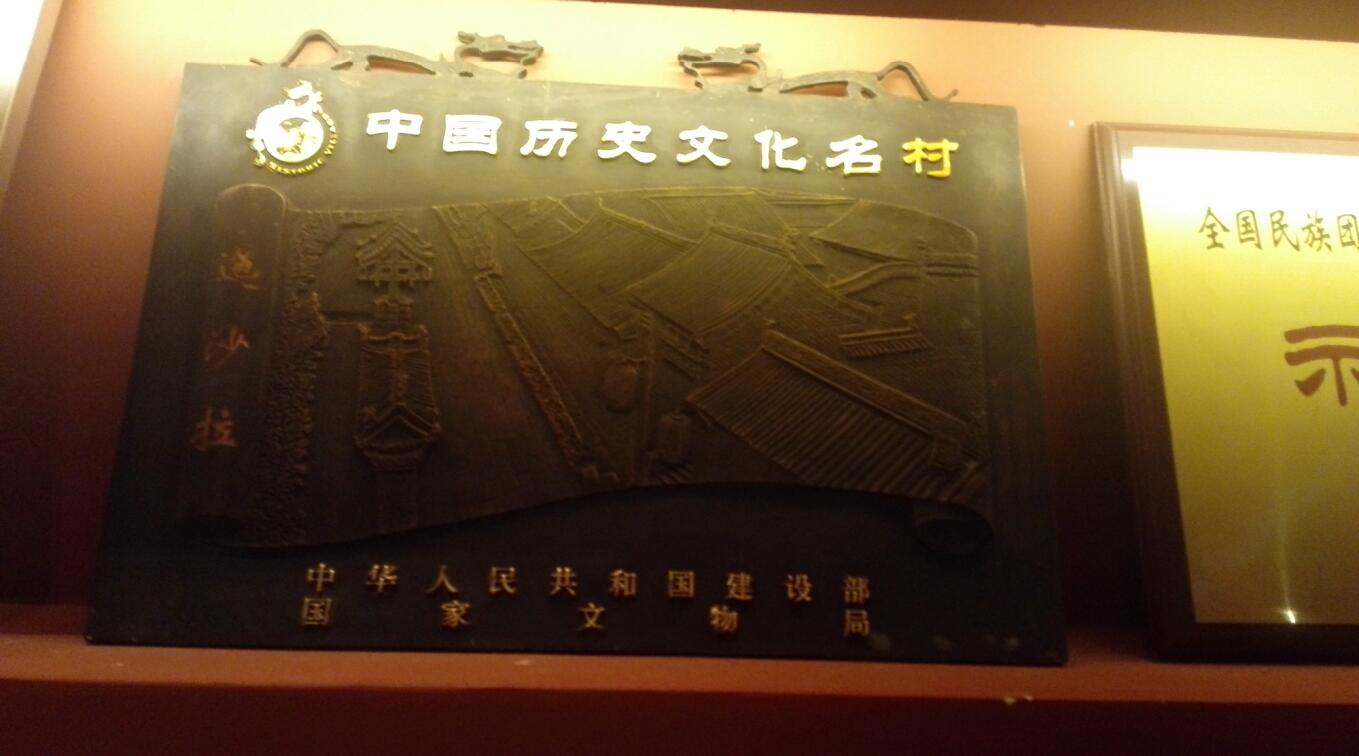 中国历史文化名村
迤沙拉
中华人民共和国建设部
国家文物局
全国民族团
示